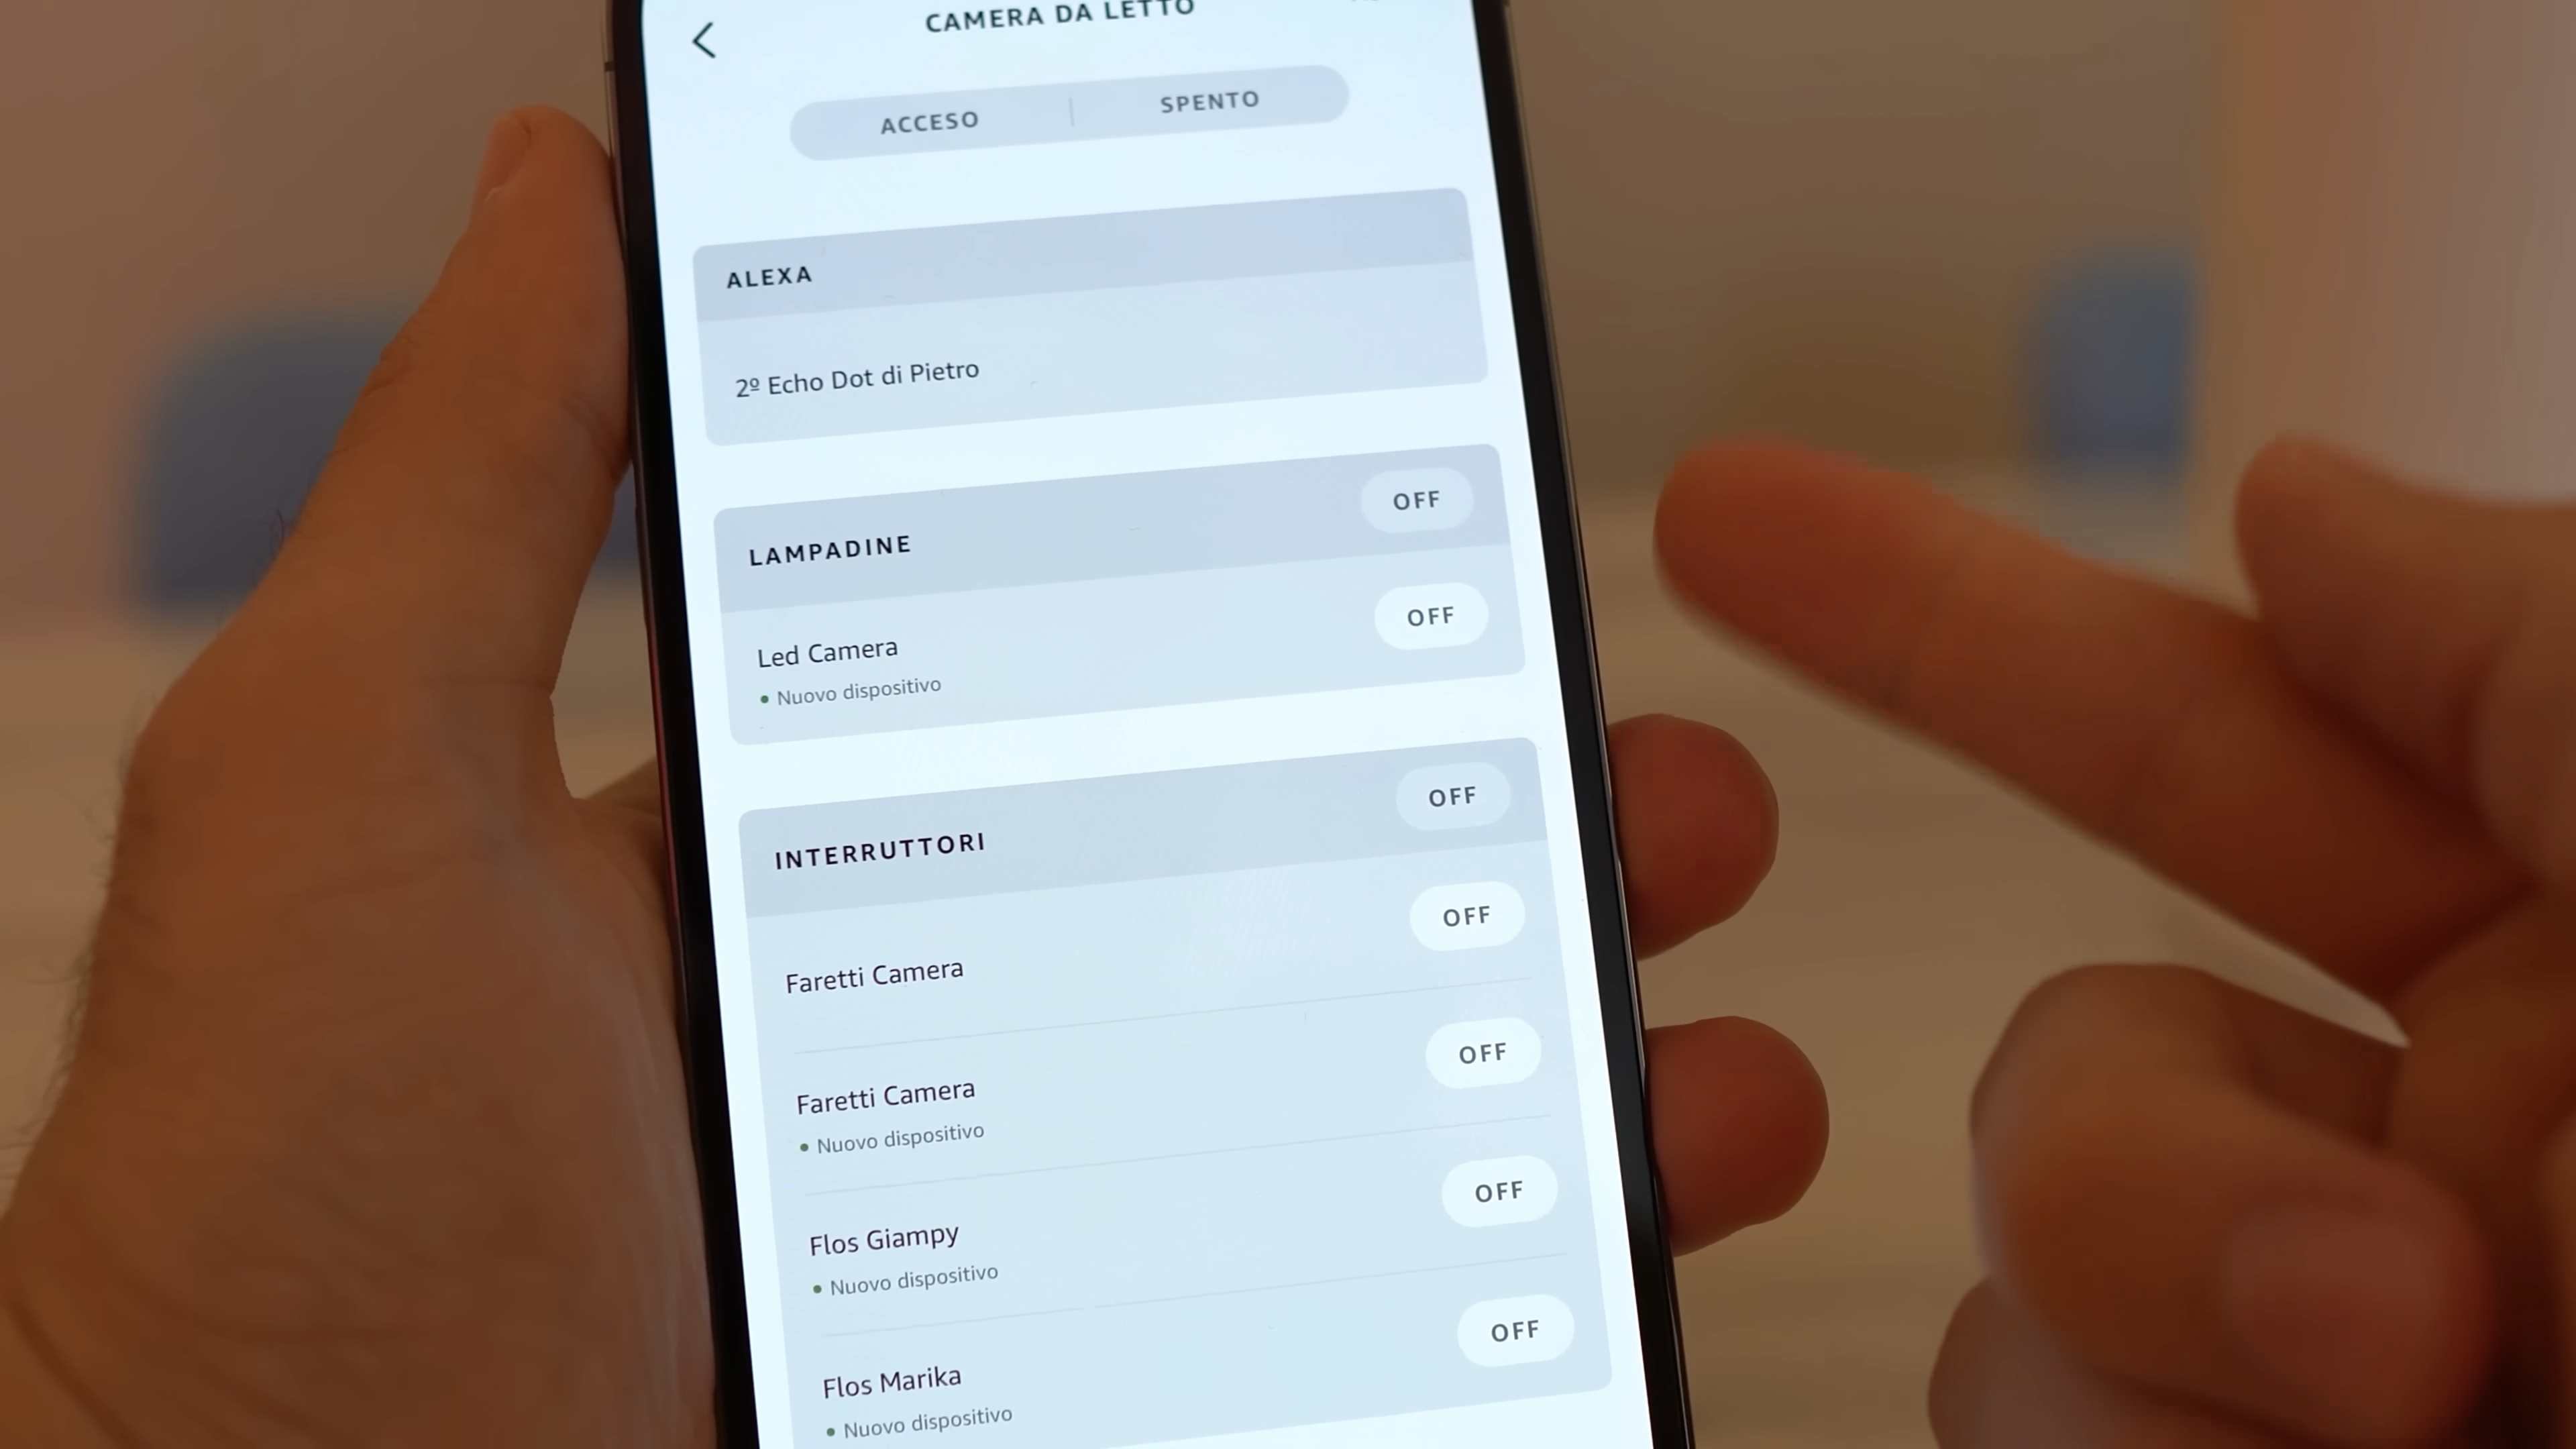 CAMERA DA LETTO
ACCESO | SPENTO
ALEXA
2º Echo Dot di Pietro
LAMPADINE OFF
Led Camera OFF
• Nuovo dispositivo
INTERRUTTORI OFF
Faretti Camera OFF
Faretti Camera OFF
• Nuovo dispositivo
Flos Giampy OFF
• Nuovo dispositivo
Flos Marika OFF
• Nuovo dispositivo